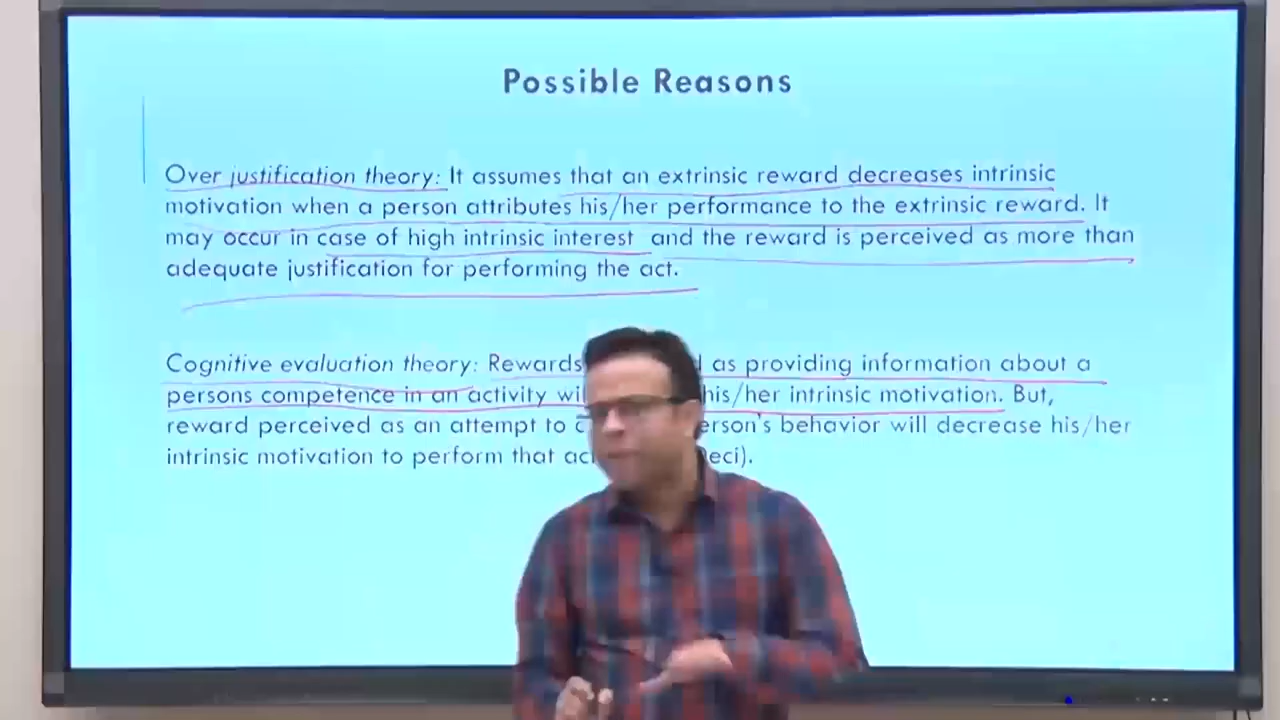 Possible Reasons
Over justification theory: It assumes that an extrinsic reward decreases intrinsic
motivation when a person attributes his/her performance to the extrinsic reward. It
may occur in case of high intrinsic interest and the reward is perceived as more than
adequate justification for performing the act.
Cognitive evaluation theory: Rewards as providing information about a
persons competence in an activity his/her intrinsic motivation. But,
reward perceived as an attempt to person's behavior will decrease his/her
intrinsic motivation to perform that Deci).